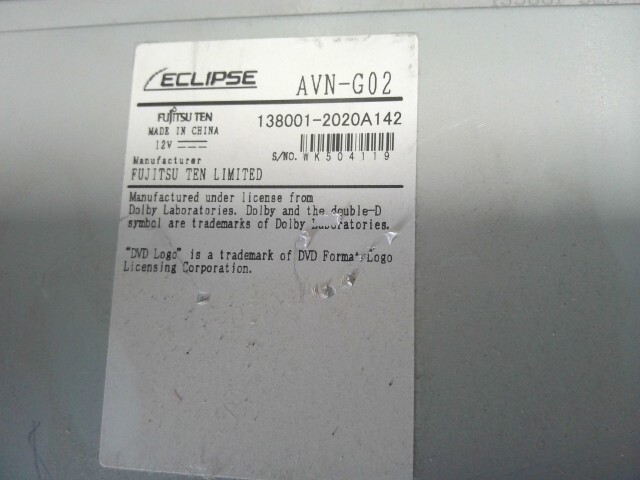 ECLIPSE AVN-G02
FUJITSU TEN 138001-2020A142
MADE IN CHINA
12V
S/NO. WK504119
Manufacturer
FUJITSU TEN LIMITED
Manufactured under license from
Dolby Laboratories. Dolby and the double-D
symbol are trademarks of Dolby Laboratories.
"DVD Logo" is a trademark of DVD Format/Logo
Licensing Corporation.